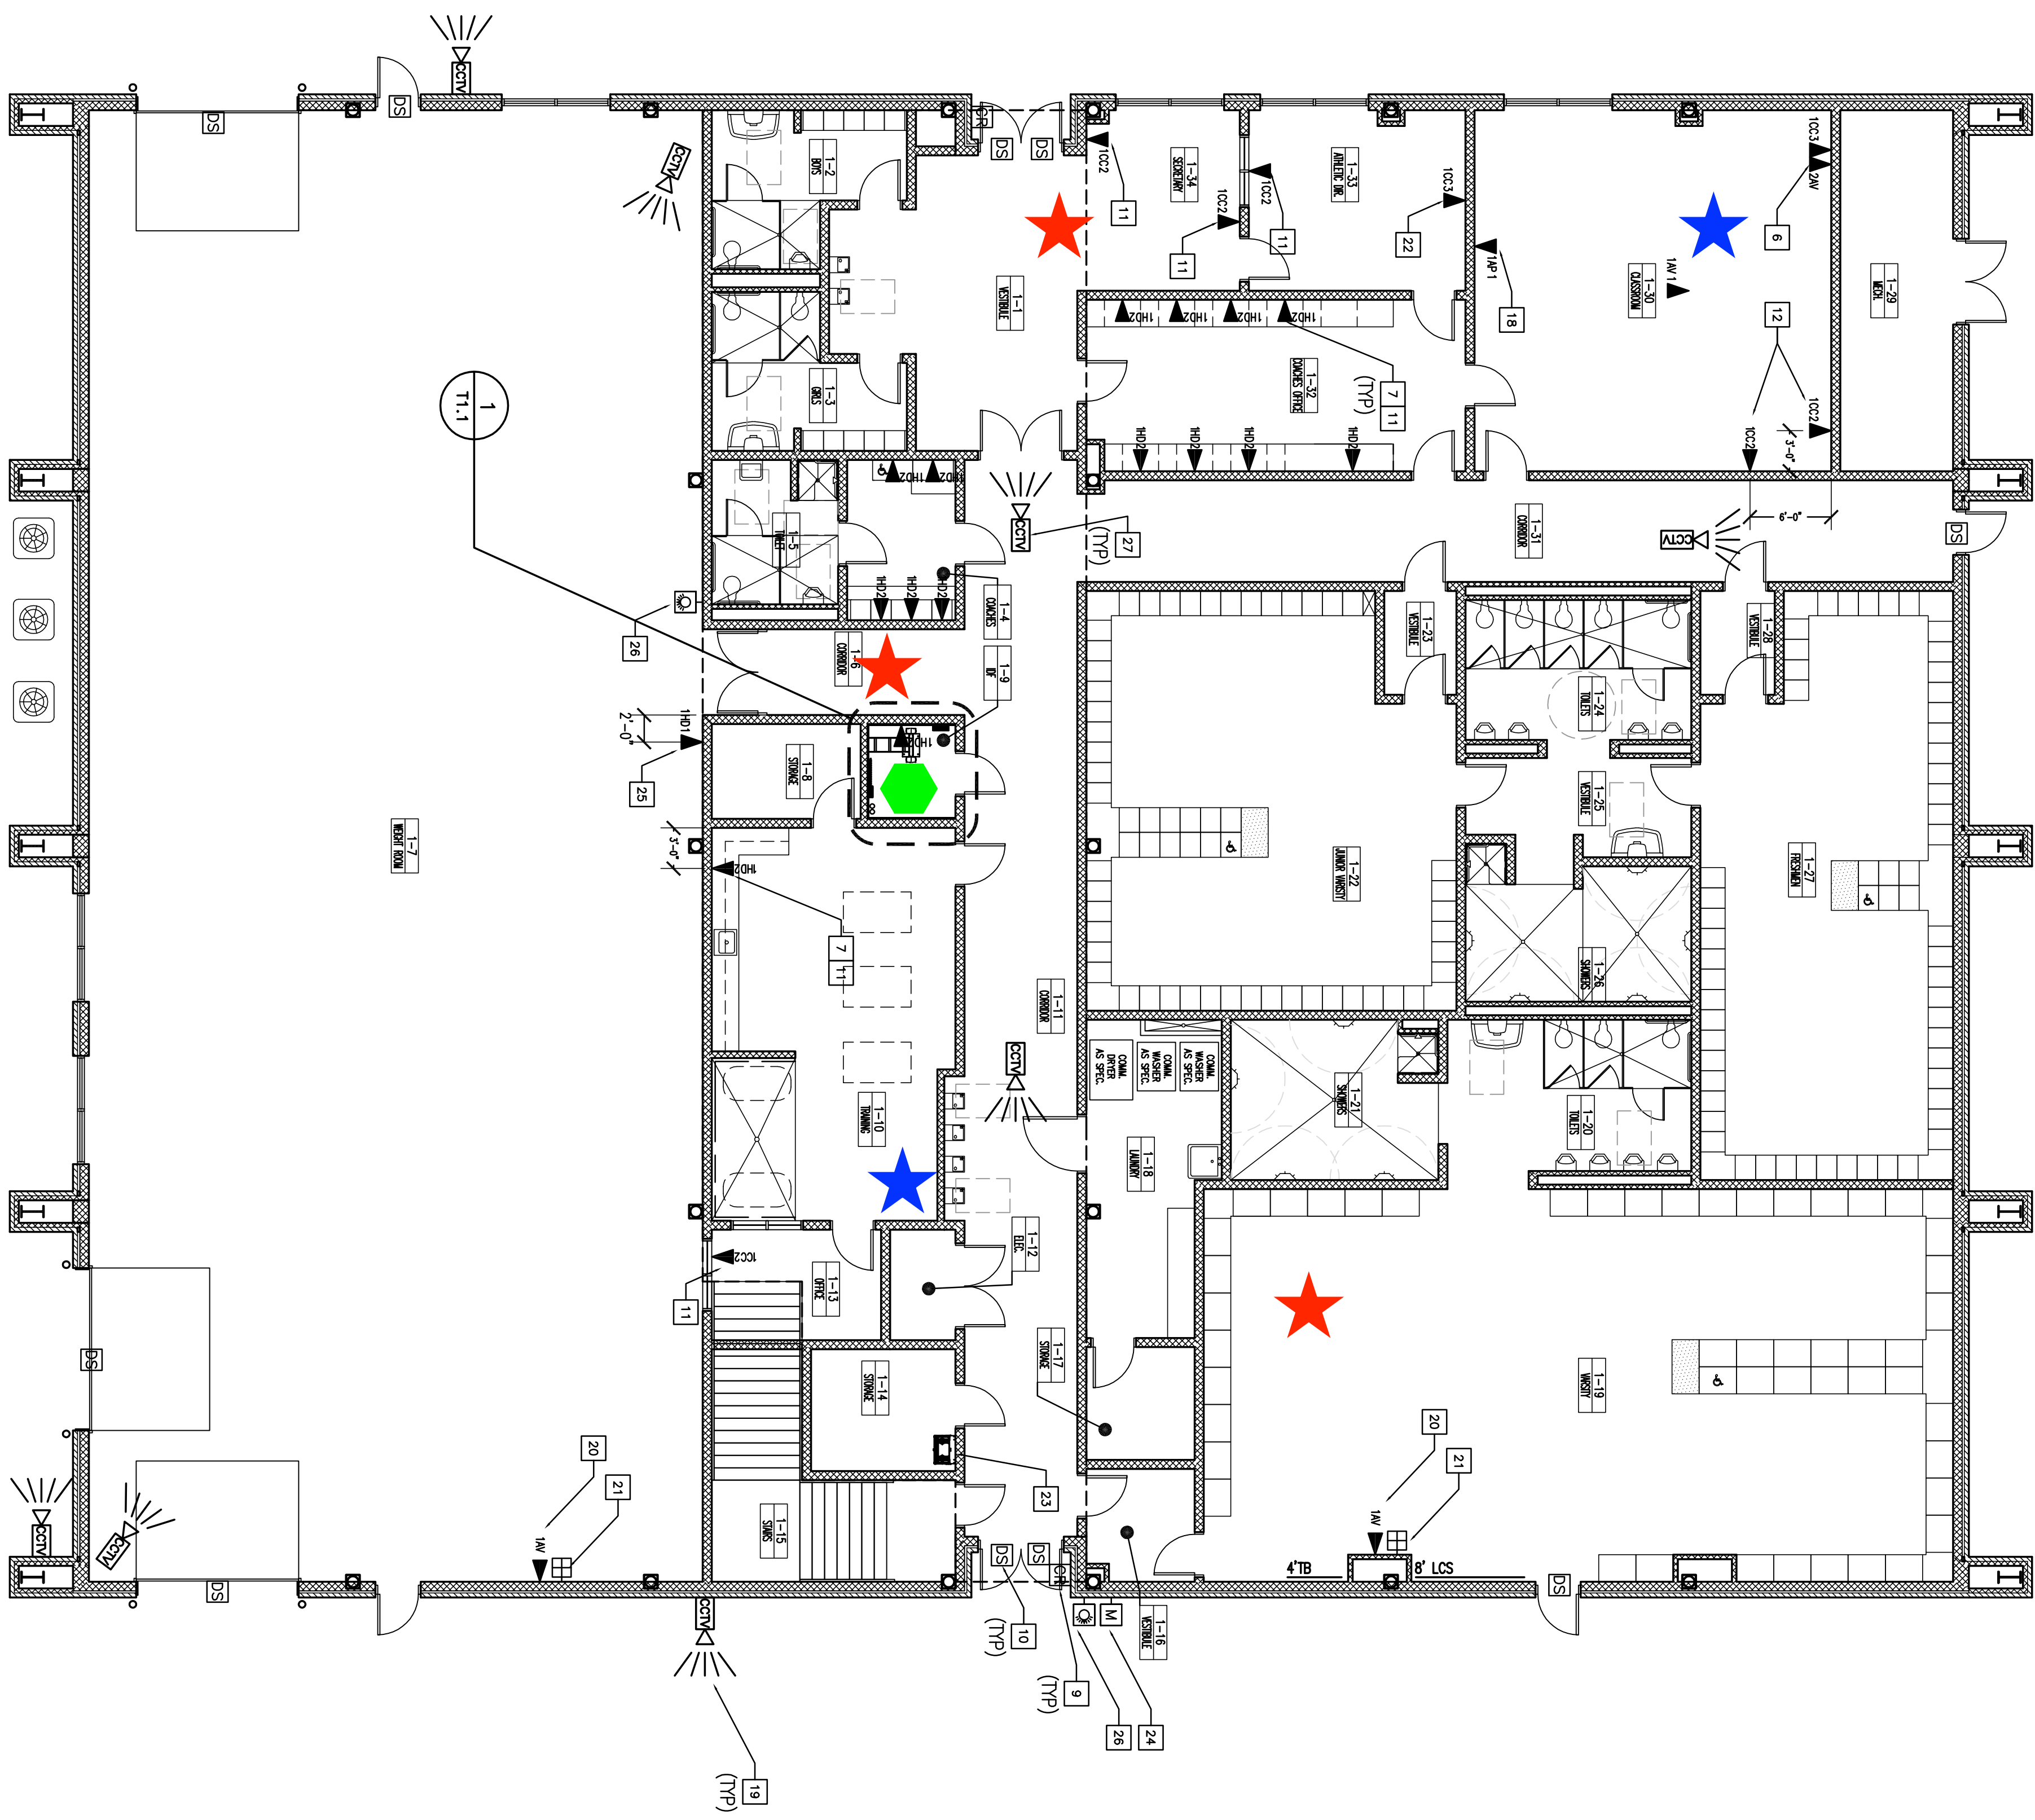 CCTV
DS
DS
CR
DS
DS
CCTV
1-2
BOYS
1CC2
11
1-34
SECRETARY
1CC2
11
1CC2
11
1-33
ATHLETIC DIR.
1CC3
22
1AP1
18
1CC3
2AV
6
1AV1
1-30
CLASSROOM
1-29
MECH.
12
1CC2
3'-0"
1CC2
6'-0"
1-1
VESTIBULE
1-3
GIRLS
1HD2
1HD2
1HD2
1HD2
1-32
COACHES OFFICE
7
11
(TYP)
1HD2
1HD2
1HD2
1HD2
1
T1.1
1HD2
1HD2
1-5
TOILET
1HD2
1HD2
1HD2
CCTV
27
(TYP)
1-31
CORRIDOR
CCTV
DS
1-4
COACHES
1-9
IDF
26
1-6
CORRIDOR
1-23
VESTIBULE
1-28
VESTIBULE
1-24
TOILETS
1HD1
2'-0"
25
1-8
STORAGE
1HD2
3'-0"
1HD2
7
11
1-7
WEIGHT ROOM
1-25
VESTIBULE
1-22
JUNIOR VARSITY
1-27
FRESHMEN
1-26
SHOWERS
1-11
CORRIDOR
CCTV
COMM.
DRYER
AS SPEC.
COMM.
WASHER
AS SPEC.
COMM.
WASHER
AS SPEC.
1-21
SHOWERS
1-20
TOILETS
1-10
TRAINING
1-18
LAUNDRY
1-12
ELEC.
1CC2
11
1-13
OFFICE
1-17
STORAGE
1-14
STORAGE
1-19
VARSITY
DS
20
21
1AV
23
20
21
1AV
1-15
STAIRS
CCTV
CCTV
DS
DS
DS
CR
4'TB
8' LCS
DS
CCTV
10
(TYP)
1-16
VESTIBULE
M
9
(TYP)
26
24
19
(TYP)